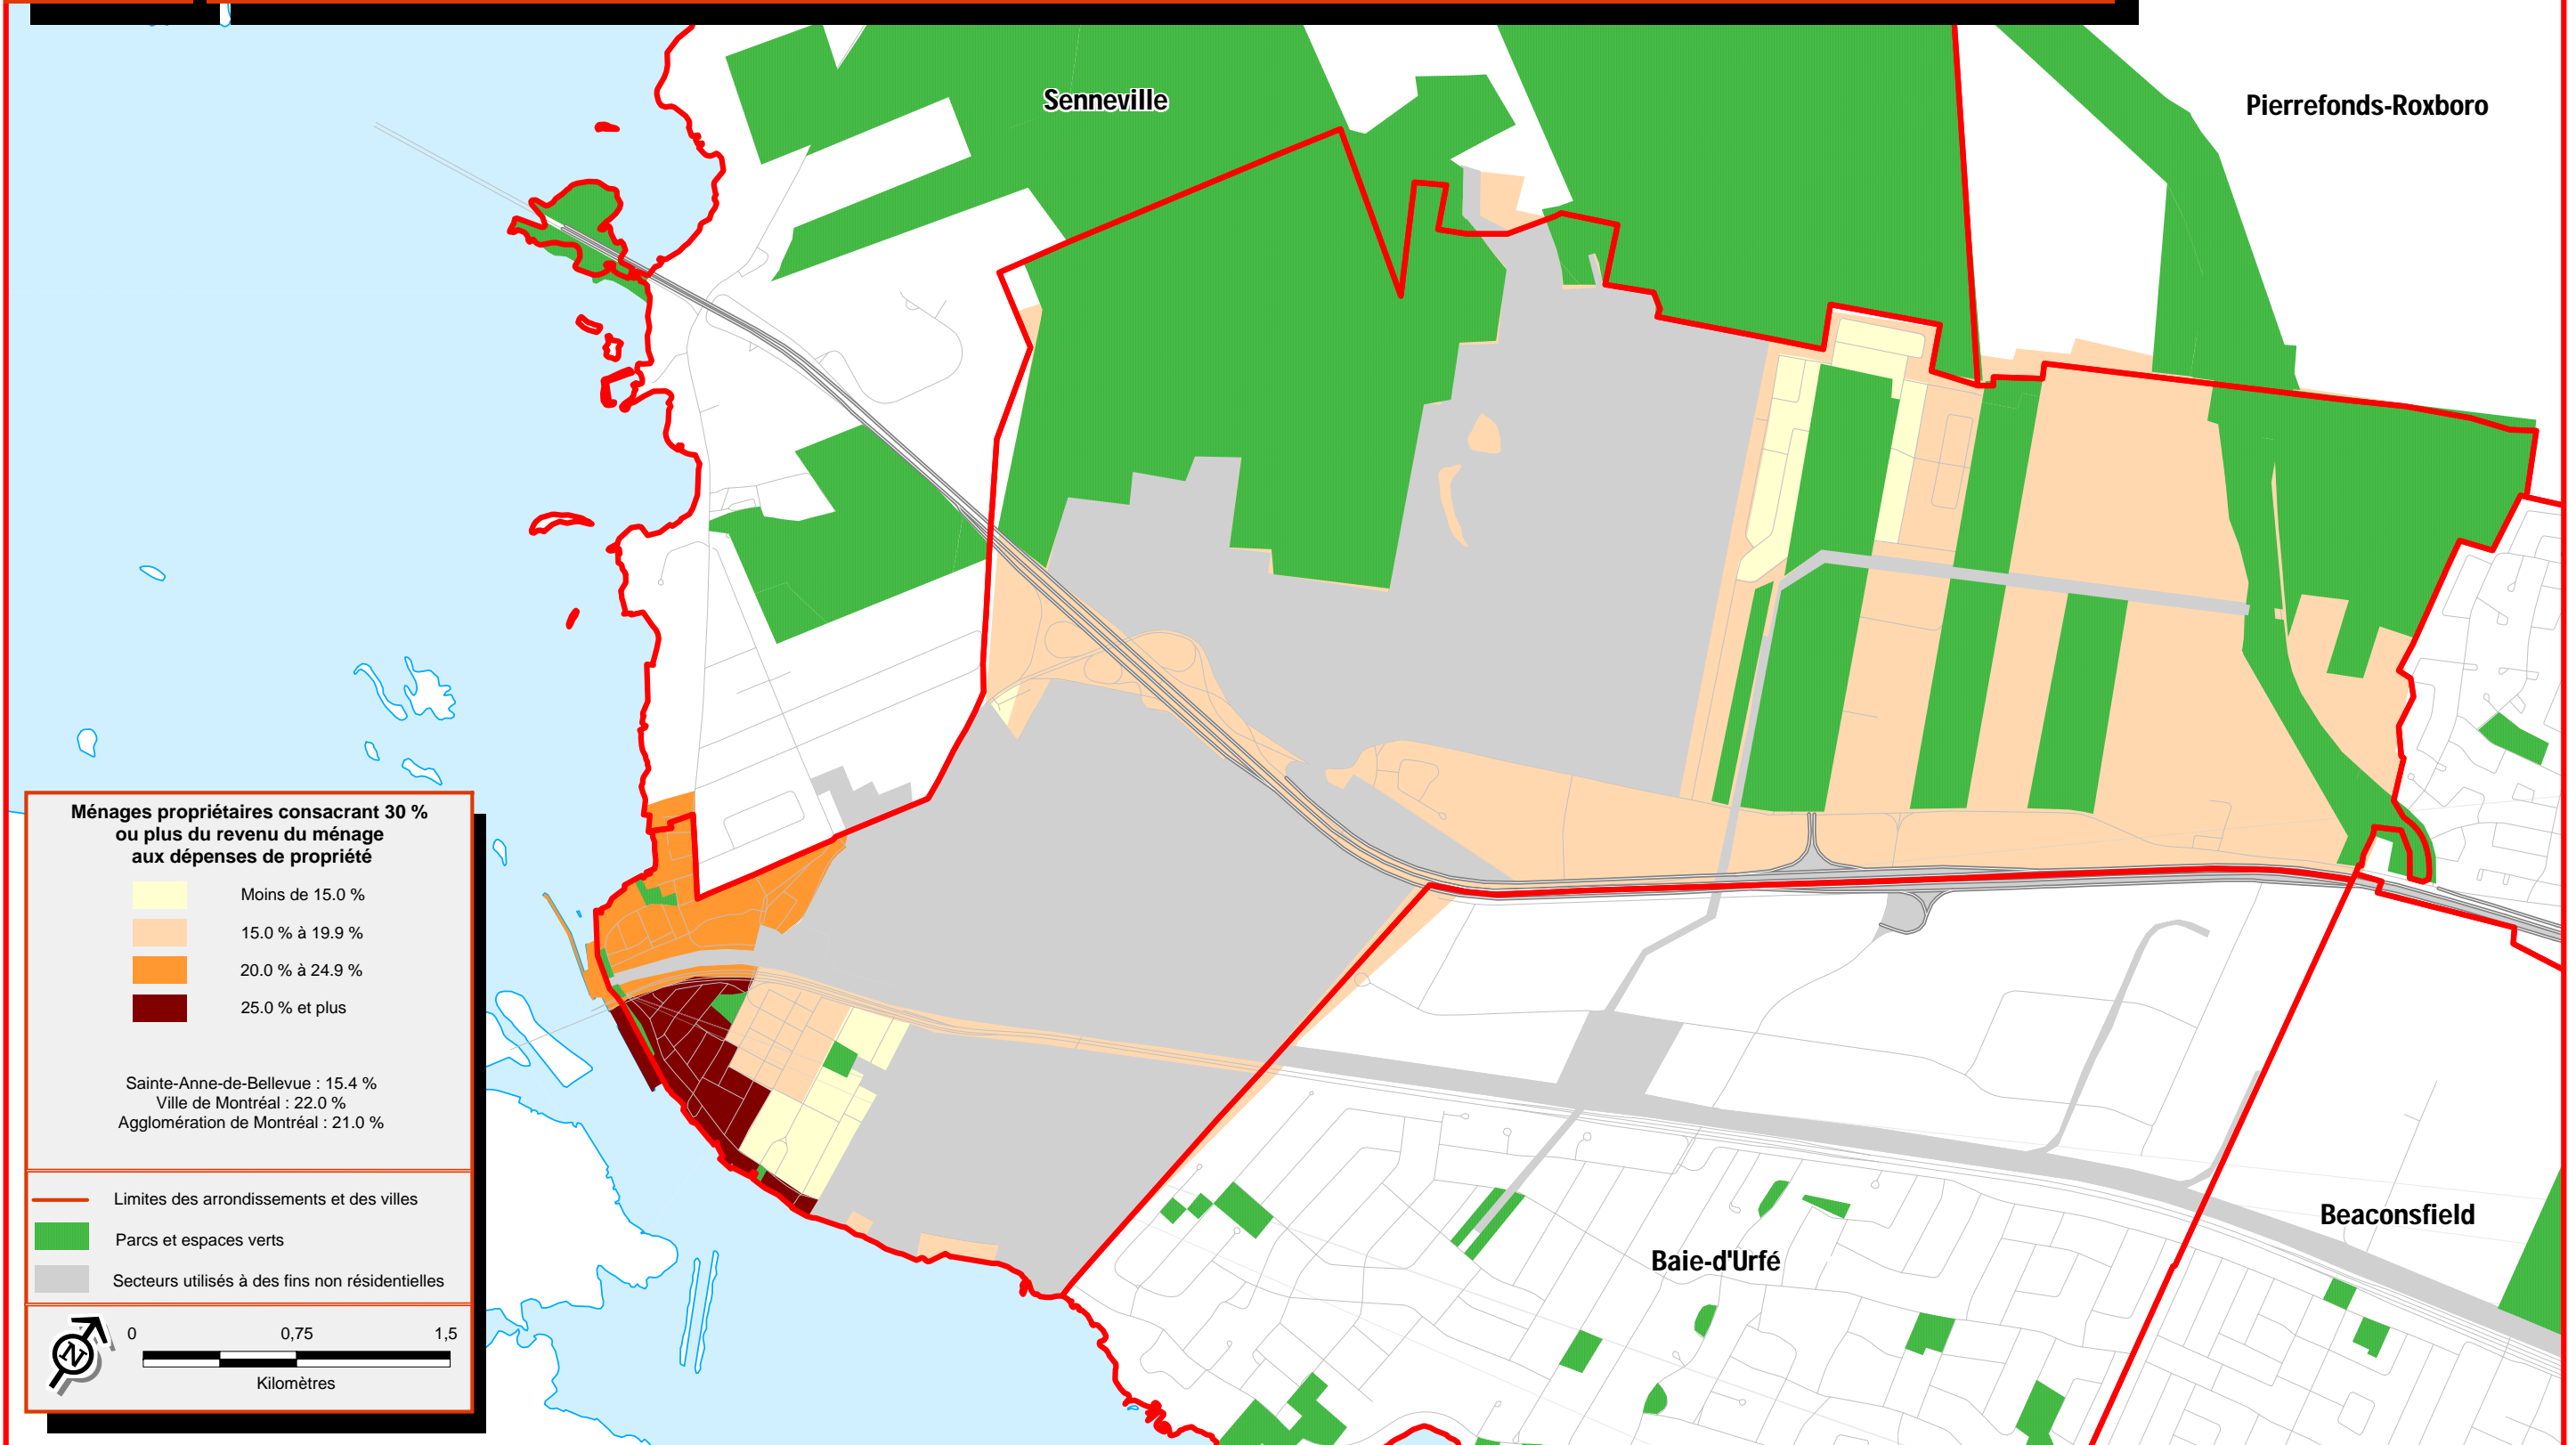 Senneville
Pierrefonds-Roxboro
Ménages propriétaires consacrant 30 %
ou plus du revenu du ménage
aux dépenses de propriété
Moins de 15.0 %
15.0 % à 19.9 %
20.0 % à 24.9 %
25.0 % et plus
Sainte-Anne-de-Bellevue : 15.4 %
Ville de Montréal : 22.0 %
Agglomération de Montréal : 21.0 %
Limites des arrondissements et des villes
Parcs et espaces verts
Secteurs utilisés à des fins non résidentielles
N
0 0,75 1,5
Kilomètres
Beaconsfield
Baie-d'Urfé